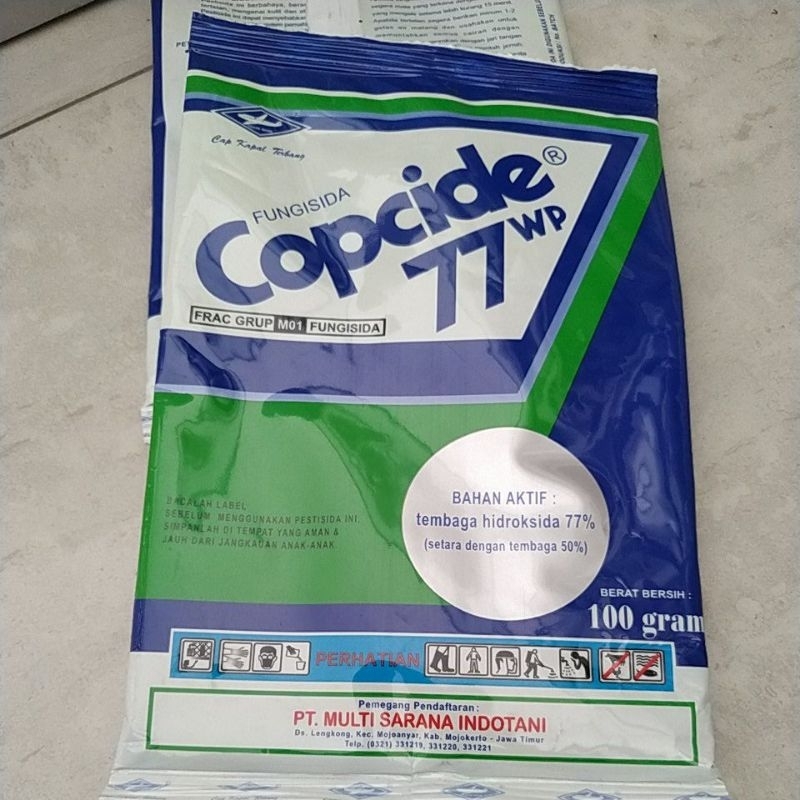 Cap Kapal Terbang
FUNGISIDA
Copcide®
77 WP
FRAC GRUP M01 FUNGISIDA
BAHAN AKTIF :
tembaga hidroksida 77%
(setara dengan tembaga 50%)
BACALAH LABEL
SEBELUM MENGGUNAKAN PESTISIDA INI,
SIMPANLAH DI TEMPAT YANG AMAN &
JAUH DARI JANGKAUAN ANAK-ANAK
BERAT BERSIH :
100 gram
PERHATIAN
Pemegang Pendaftaran :
PT. MULTI SARANA INDOTANI
Ds. Lengkong, Kec. Mojoanyar, Kab. Mojokerto - Jawa Timur
Telp. (0321) 331219, 331220, 331221